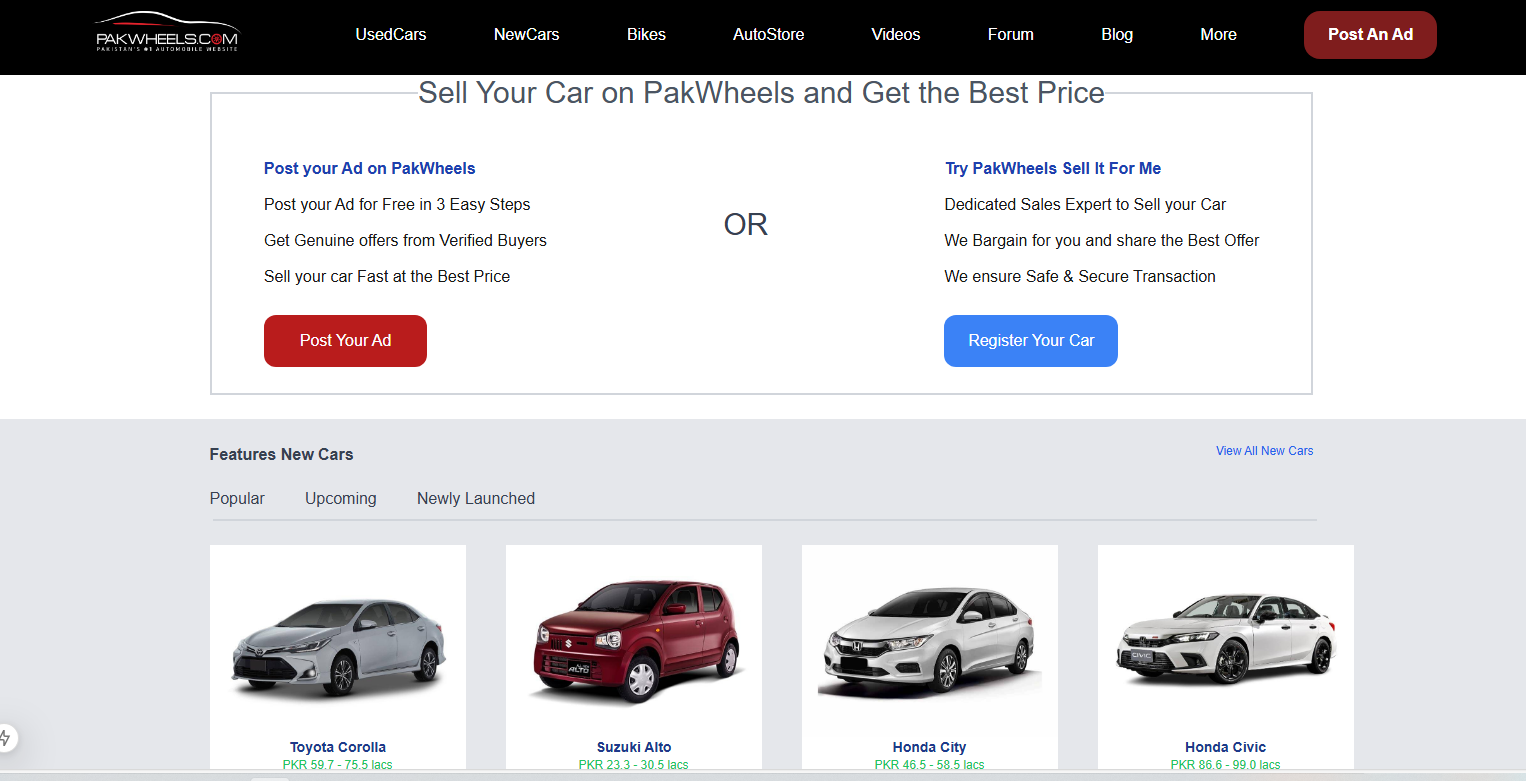 PAKWHEELS.COM
PAKISTAN'S #1 AUTOMOBILE WEBSITE
UsedCars NewCars Bikes AutoStore Videos Forum Blog More Post An Ad
Sell Your Car on PakWheels and Get the Best Price
Post your Ad on PakWheels
Post your Ad for Free in 3 Easy Steps
Get Genuine offers from Verified Buyers
Sell your car Fast at the Best Price
Post Your Ad
OR
Try PakWheels Sell It For Me
Dedicated Sales Expert to Sell your Car
We Bargain for you and share the Best Offer
We ensure Safe & Secure Transaction
Register Your Car
Features New Cars
View All New Cars
Popular Upcoming Newly Launched
ALTO
CIVIC
Toyota Corolla
PKR 59.7 - 75.5 lacs
Suzuki Alto
PKR 23.3 - 30.5 lacs
Honda City
PKR 46.5 - 58.5 lacs
Honda Civic
PKR 86.6 - 99.0 lacs